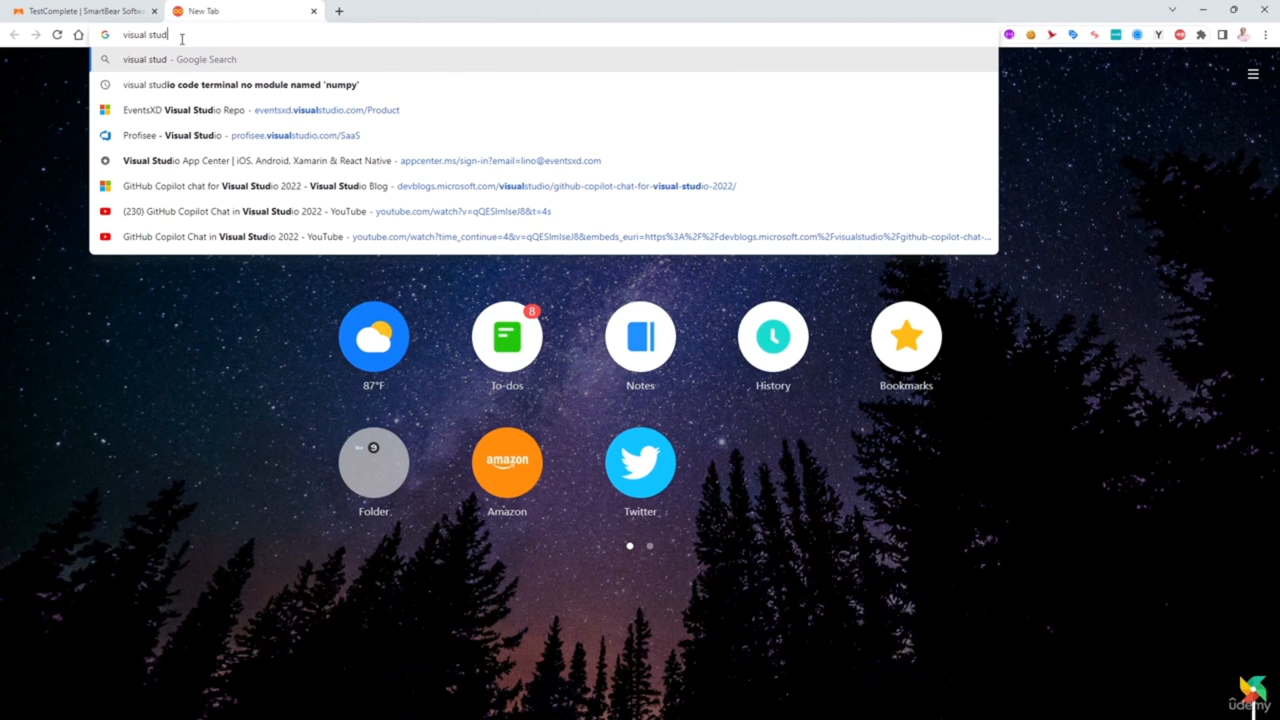 TestComplete | SmartBear Softw
New Tab
visual stud
visual stud - Google Search
visual studio code terminal no module named 'numpy'
EventsXD Visual Studio Repo - eventsxd.visualstudio.com/Product
Profisee - Visual Studio - profisee.visualstudio.com/SaaS
Visual Studio App Center | iOS, Android, Xamarin & React Native - appcenter.ms/sign-in?email=lino@eventsxd.com
GitHub Copilot chat for Visual Studio 2022 - Visual Studio Blog - devblogs.microsoft.com/visualstudio/github-copilot-chat-for-visual-studio-2022/
(230) GitHub Copilot Chat in Visual Studio 2022 - YouTube - youtube.com/watch?v=qQESlmlseJ8&t=4s
GitHub Copilot Chat in Visual Studio 2022 - YouTube - youtube.com/watch?time_continue=4&v=qQESlmlseJ8&embeds_euri=https%3A%2F%2Fdevblogs.microsoft.com%2Fvisualstudio%2Fgithub-copilot-chat-...
8
87°F
To-dos
Notes
History
Bookmarks
Folder
amazon
Amazon
Twitter
ûdemy